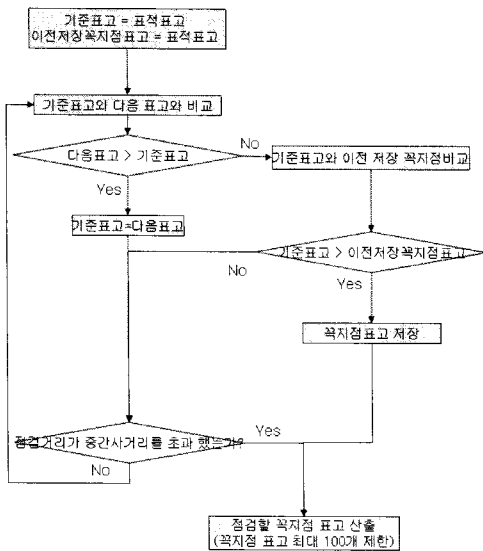 기준표고 = 표적표고
이전저장꼭지점표고 = 표적표고
기준표고와 다음 표고와 비교
다음표고 > 기준표고
No
기준표고와 이전 저장 꼭지점비교
Yes
기준표고=다음표고
기준표고 > 이전저장꼭지점표고
No
Yes
꼭지점표고 저장
점검거리가 중간사거리를 초과 했는가?
Yes
No
점검할 꼭지점 표고 산출
(꼭지점 표고 최대 100개 제한)